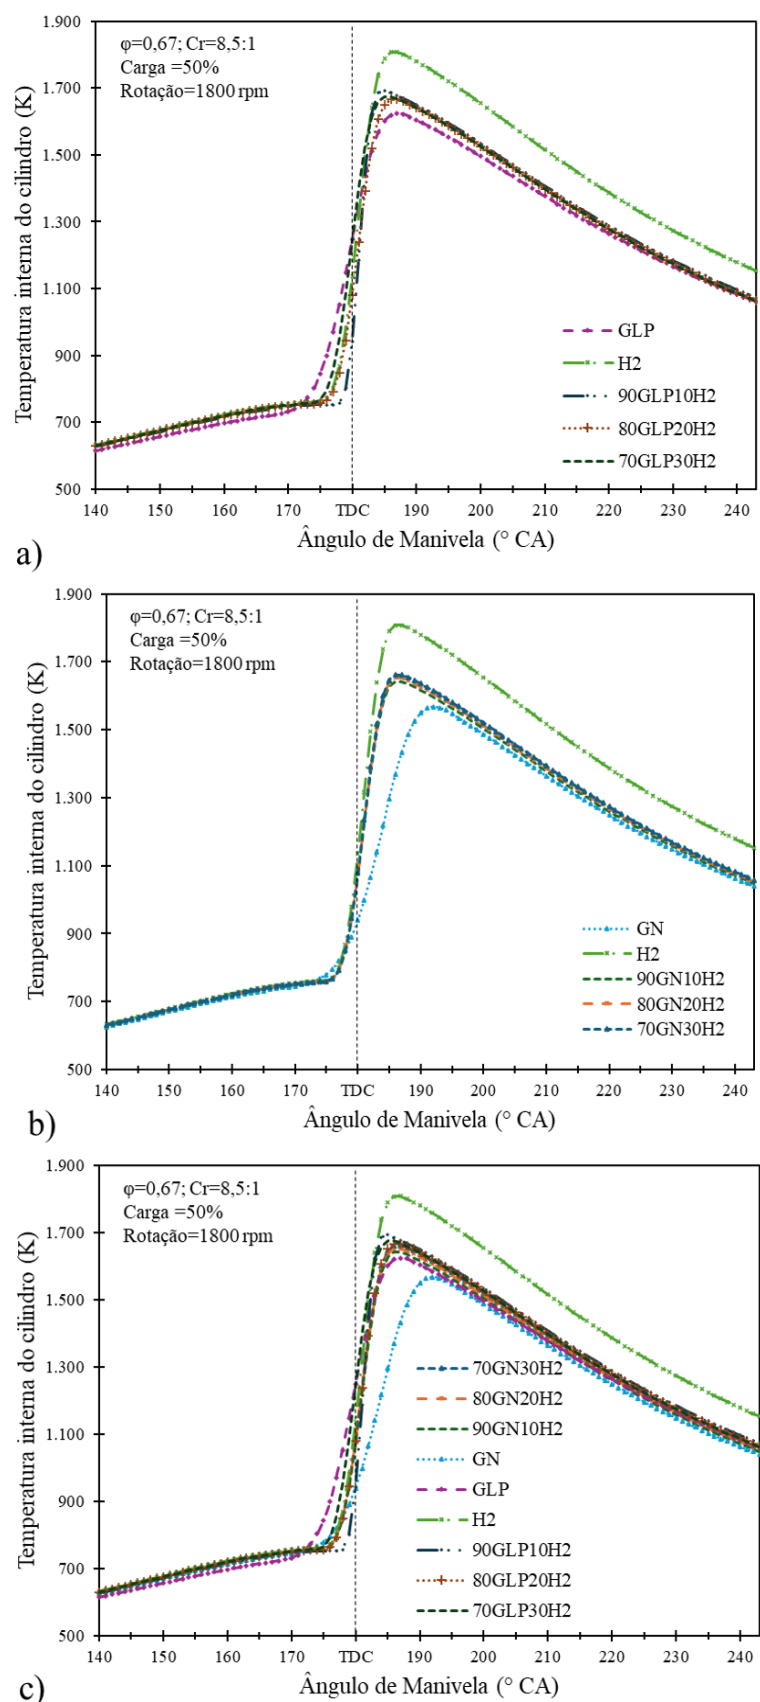 1.900
1.700
1.500
1.300
1.100
900
700
500
Temperatura interna do cilindro (K)
φ=0,67; Cr=8,5:1
Carga =50%
Rotação=1800 rpm
GLP
H2
90GLP10H2
80GLP20H2
70GLP30H2
140 150 160 170 TDC 190 200 210 220 230 240
Ângulo de Manivela (° CA)
a)
1.900
1.700
1.500
1.300
1.100
900
700
500
Temperatura interna do cilindro (K)
φ=0,67; Cr=8,5:1
Carga =50%
Rotação=1800 rpm
GN
H2
90GN10H2
80GN20H2
70GN30H2
140 150 160 170 TDC 190 200 210 220 230 240
Ângulo de Manivela (° CA)
b)
1.900
1.700
1.500
1.300
1.100
900
700
500
Temperatura interna do cilindro (K)
φ=0,67; Cr=8,5:1
Carga =50%
Rotação=1800 rpm
70GN30H2
80GN20H2
90GN10H2
GN
GLP
H2
90GLP10H2
80GLP20H2
70GLP30H2
140 150 160 170 TDC 190 200 210 220 230 240
Ângulo de Manivela (° CA)
c)